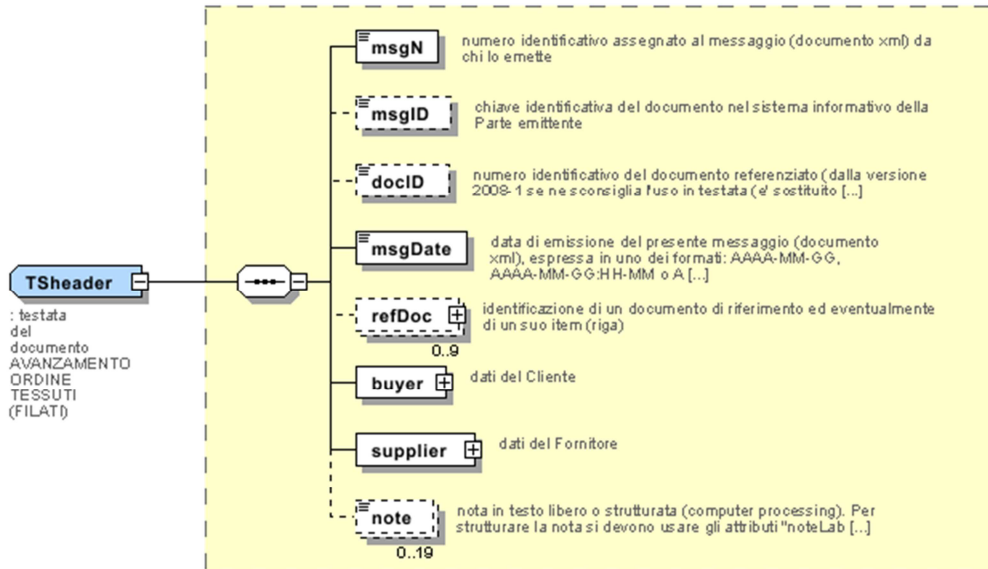 msgN
numero identificativo assegnato al messaggio (documento xml) da
chi lo emette
msgID
chiave identificativa del documento nel sistema informativo della
Parte emittente
docID
numero identificativo del documento referenziato (dalla versione
2008-1 se ne sconsiglia l'uso in testata (e' sostituito [...]
msgDate
data di emissione del presente messaggio (documento
xml), espressa in uno dei formati: AAAA-MM-GG,
AAAA-MM-GG:HH-MM o A [...]
TSheader
: testata
del
documento
AVANZAMENTO
ORDINE
TESSUTI
(FILATI)
refDoc
0..9
identificazione di un documento di riferimento ed eventualmente
di un suo item (riga)
buyer
dati del Cliente
supplier
dati del Fornitore
note
0..19
nota in testo libero o strutturata (computer processing). Per
strutturare la nota si devono usare gli attributi "noteLab [...]